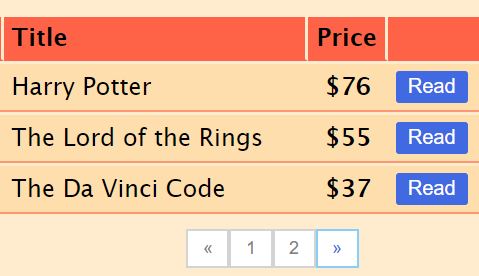 Title Price
Harry Potter $76 Read
The Lord of the Rings $55 Read
The Da Vinci Code $37 Read
« 1 2 »